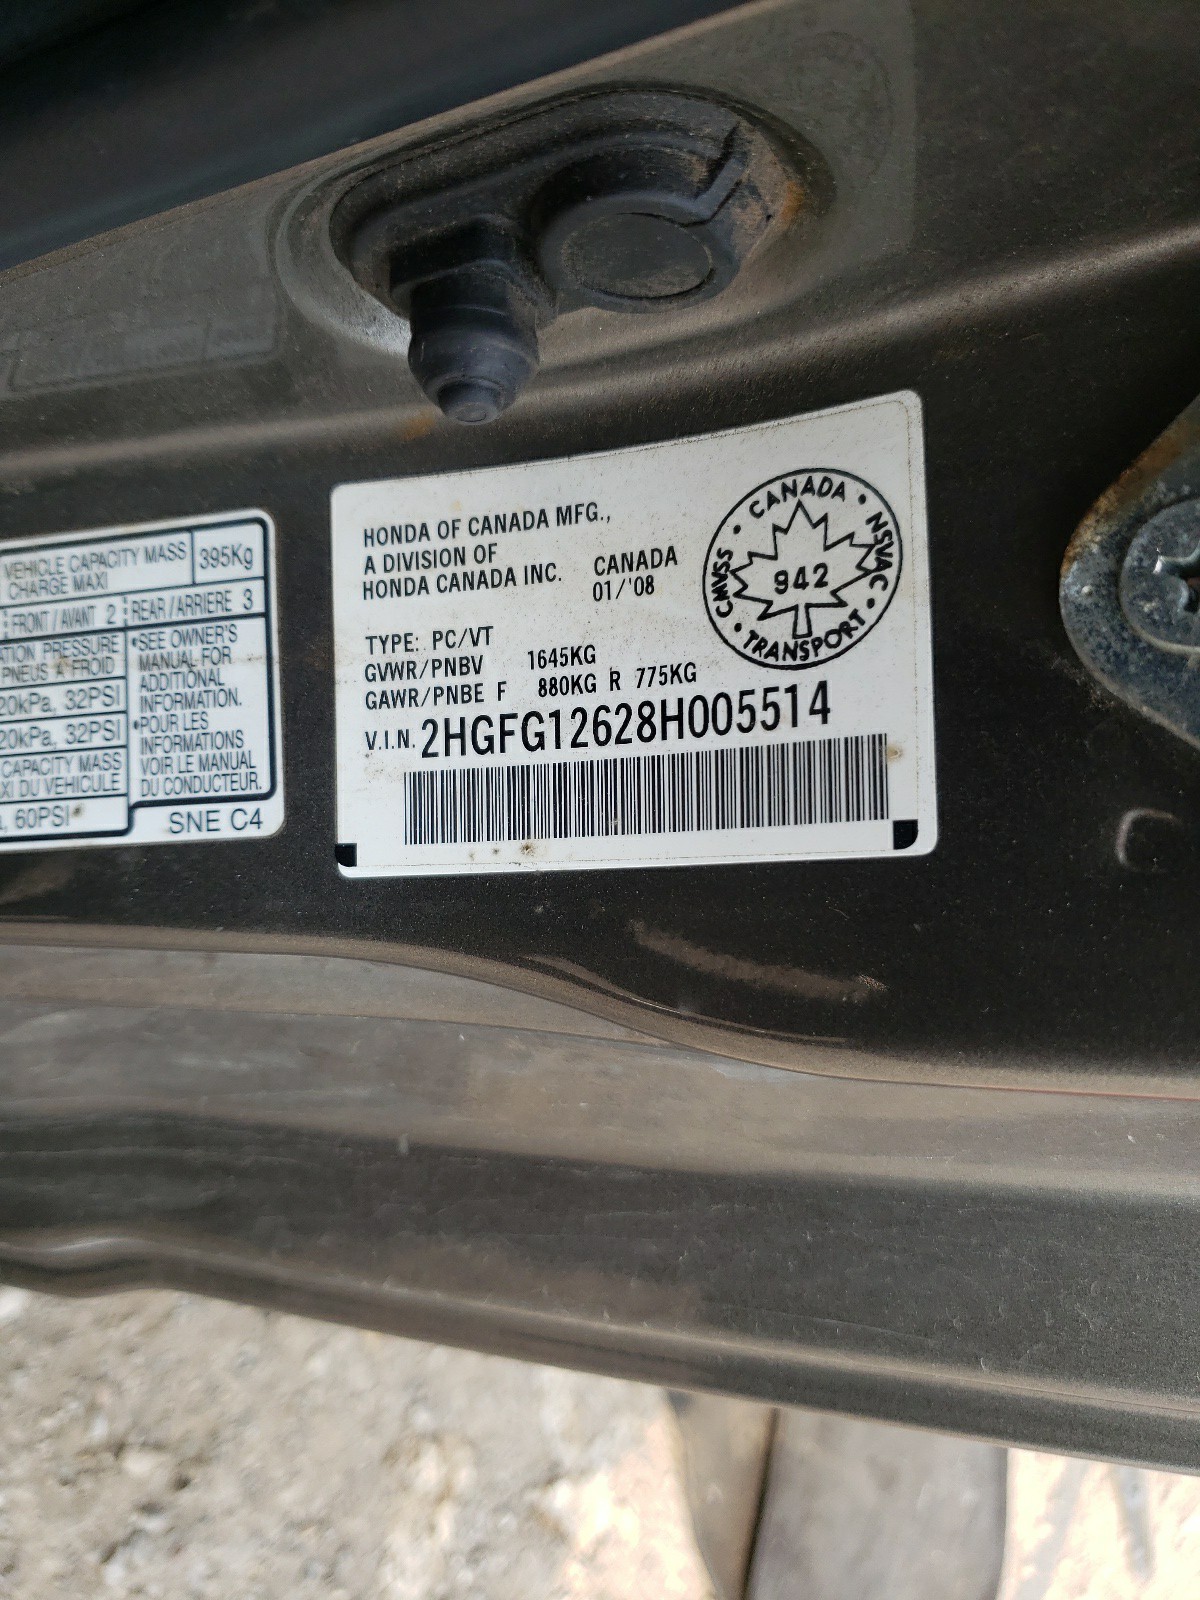 VEHICLE CAPACITY MASS
CHARGE MAXI
395Kg
FRONT / AVANT 2
REAR / ARRIERE 3
PRESSURE
PNEUS A FROID
20kPa, 32PSI
20kPa, 32PSI
CAPACITY MASS
DU VÉHICULE
60PSI
•SEE OWNER'S
MANUAL FOR
ADDITIONAL
INFORMATION.
•POUR LES
INFORMATIONS
VOIR LE MANUAL
DU CONDUCTEUR.
SNE C4
HONDA OF CANADA MFG.,
A DIVISION OF
HONDA CANADA INC.
CANADA
01/'08
TYPE: PC/VT
GVWR/PNBV 1645KG
GAWR/PNBE F 880KG R 775KG
V.I.N. 2HGFG12628H005514
CANADA • NSVAC • TRANSPORT • CMVSS •
942